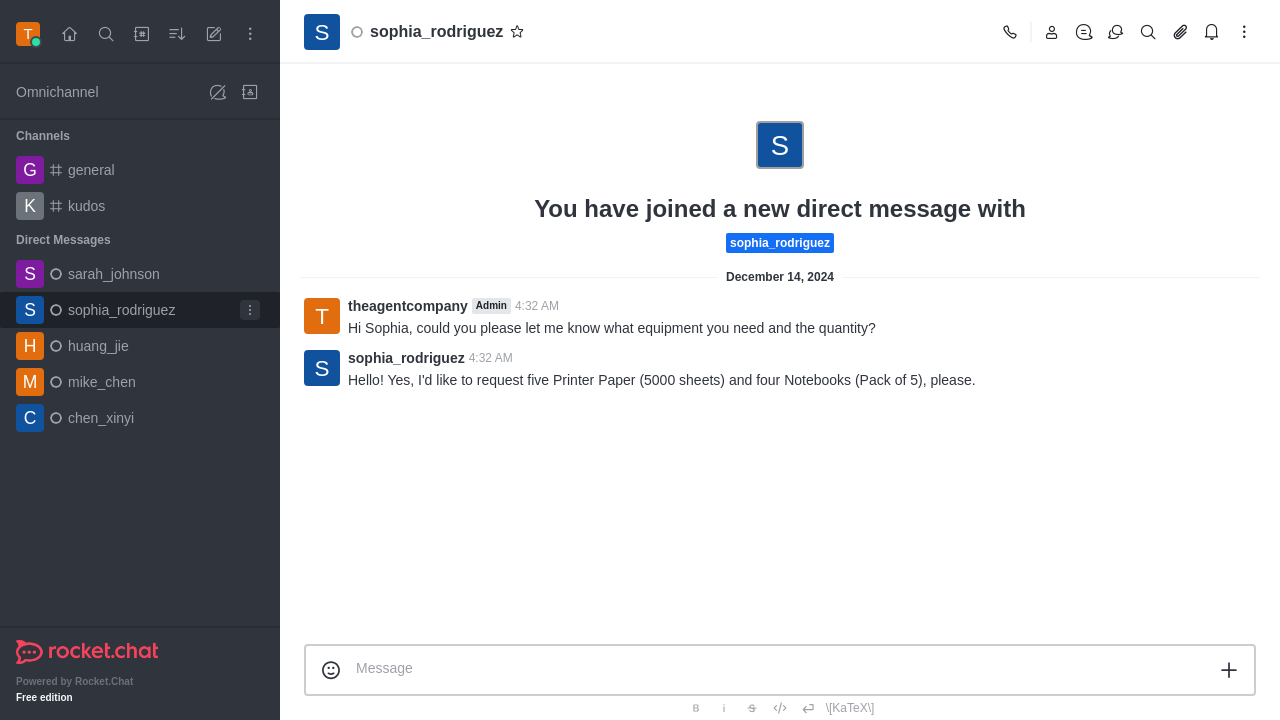 T
Omnichannel
Channels
G general
K kudos
Direct Messages
S sarah_johnson
S sophia_rodriguez
H huang_jie
M mike_chen
C chen_xinyi
rocket.chat
Powered by Rocket.Chat
Free edition
S sophia_rodriguez
S
You have joined a new direct message with
sophia_rodriguez
December 14, 2024
T theagentcompany Admin 4:32 AM
Hi Sophia, could you please let me know what equipment you need and the quantity?
S sophia_rodriguez 4:32 AM
Hello! Yes, I'd like to request five Printer Paper (5000 sheets) and four Notebooks (Pack of 5), please.
Message
B i S </> \[KaTeX\]